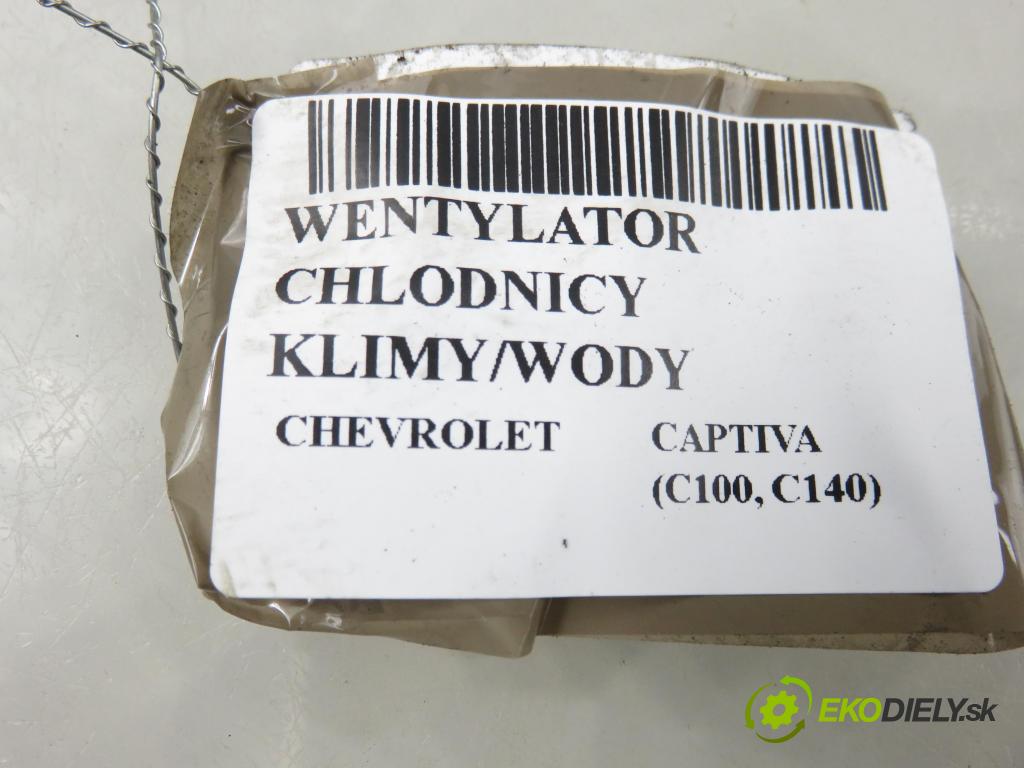 WENTYLATOR
CHLODNICY
KLIMY/WODY
CHEVROLET CAPTIVA
(C100, C140)
EKODIELY.sk